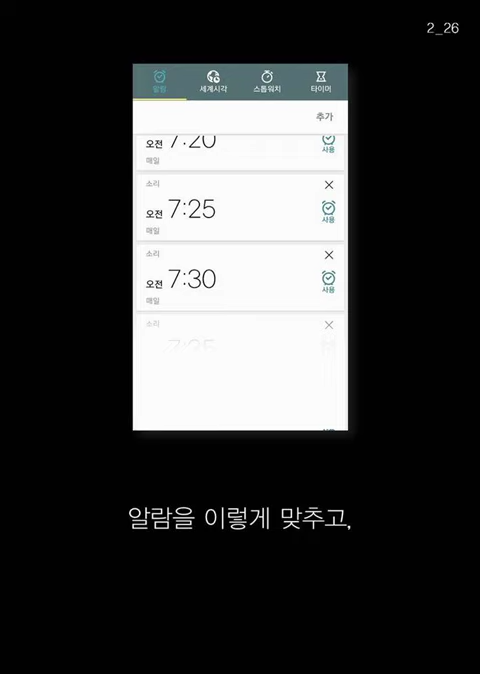 2_26
알람 세계시각 스톱워치 타이머
추가
오전 7:20
사용
매일
소리
오전 7:25
사용
매일
소리
오전 7:30
사용
매일
소리
7:35
알람을 이렇게 맞추고,